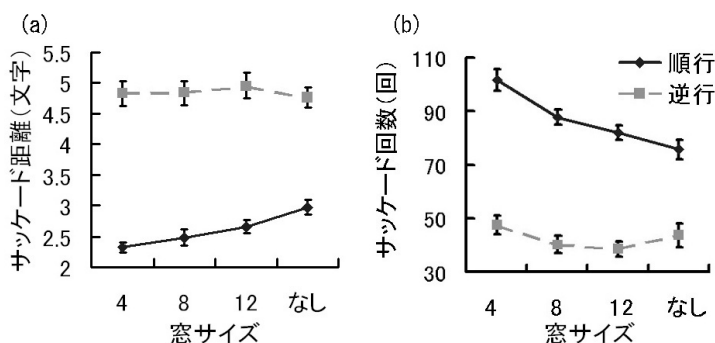 (a)
サッケード距離(文字)
5.5
5
4.5
4
3.5
3
2.5
2
4 8 12 なし
窓サイズ
(b)
サッケード回数(回)
110
90
70
50
30
順行
逆行
4 8 12 なし
窓サイズ